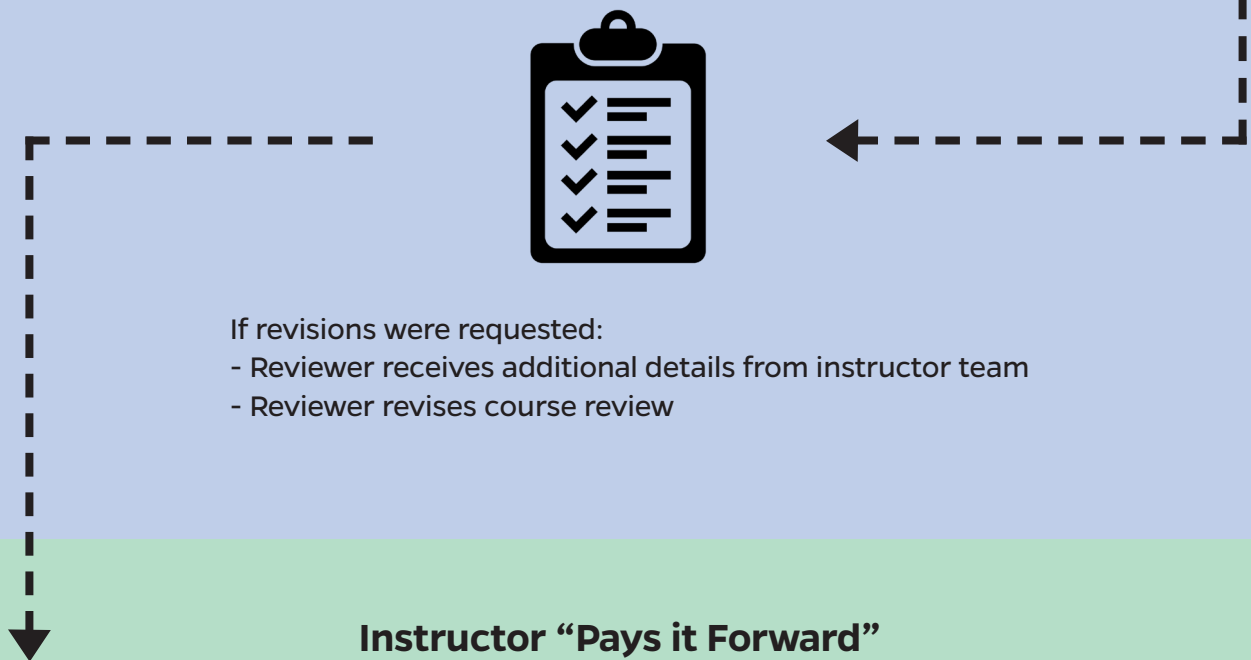 If revisions were requested:
- Reviewer receives additional details from instructor team
- Reviewer revises course review
Instructor “Pays it Forward”